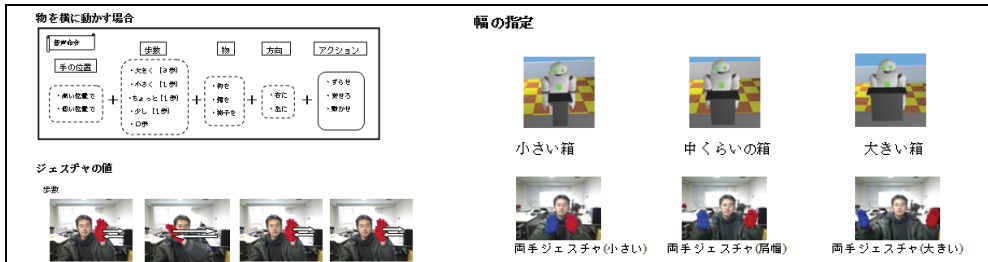 物を横に動かす場合
音声命令
歩数
物
方向
アクション
手の位置
・高い位置で
・低い位置で
+
・大きく【3歩】
・小さく【1歩】
・ちょっと【1歩】
・少し【1歩】
・□歩
+
・物を
・箱を
・椅子を
+
・右に
・左に
+
・ずらせ
・寄せろ
・動かせ
ジェスチャの値
歩数
幅の指定
小さい箱
中くらいの箱
大きい箱
両手ジェスチャ(小さい)
両手ジェスチャ(肩幅)
両手ジェスチャ(大きい)